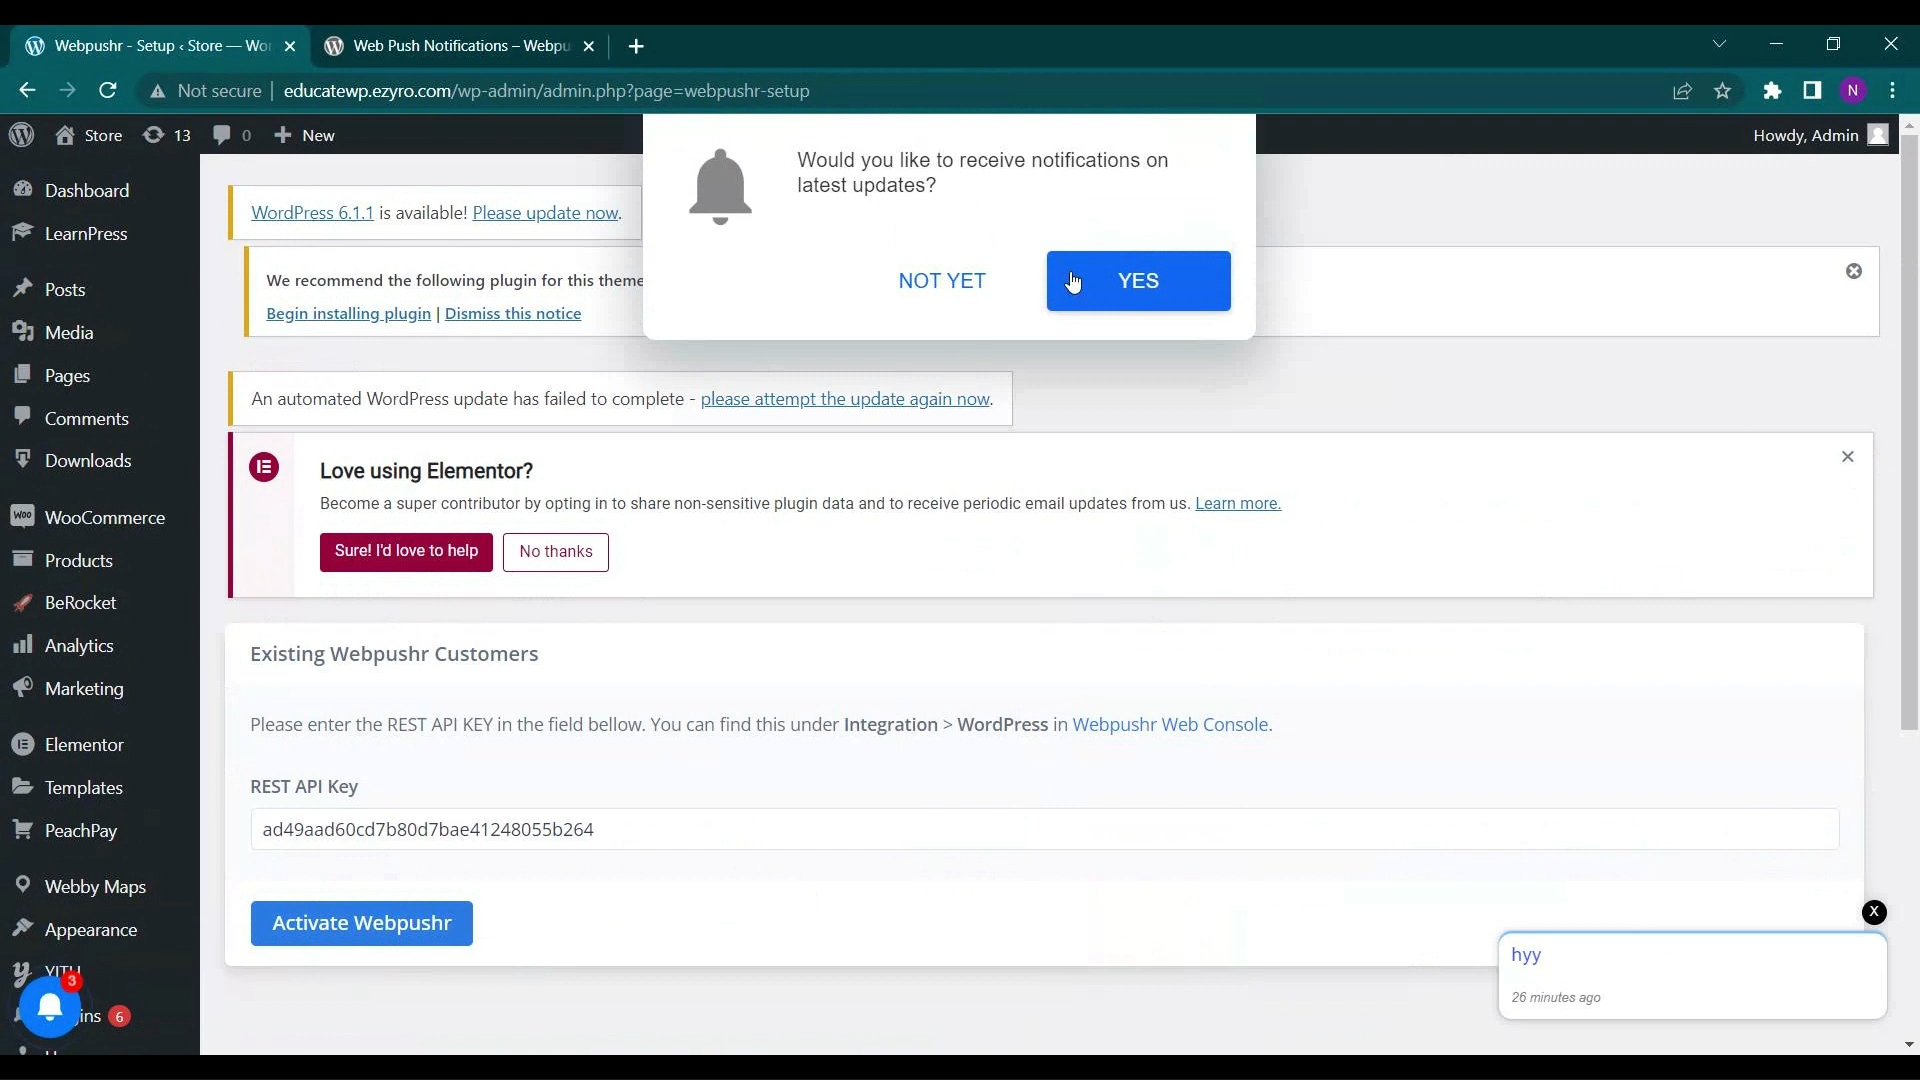 Webpushr - Setup ‹ Store — Wor
Web Push Notifications – Webpu
Not secure
educatewp.ezyro.com/wp-admin/admin.php?page=webpushr-setup
N
Store
13
0
New
Howdy, Admin
Would you like to receive notifications on
latest updates?
NOT YET
YES
Dashboard
LearnPress
Posts
Media
Pages
Comments
Downloads
WooCommerce
Products
BeRocket
Analytics
Marketing
Elementor
Templates
PeachPay
Webby Maps
Appearance
YITH
3
ins 6
WordPress 6.1.1 is available! Please update now.
We recommend the following plugin for this theme
Begin installing plugin | Dismiss this notice
An automated WordPress update has failed to complete - please attempt the update again now.
Love using Elementor?
Become a super contributor by opting in to share non-sensitive plugin data and to receive periodic email updates from us. Learn more.
Sure! I'd love to help
No thanks
Existing Webpushr Customers
Please enter the REST API KEY in the field bellow. You can find this under Integration > WordPress in Webpushr Web Console.
REST API Key
ad49aad60cd7b80d7bae41248055b264
Activate Webpushr
X
hyy
26 minutes ago